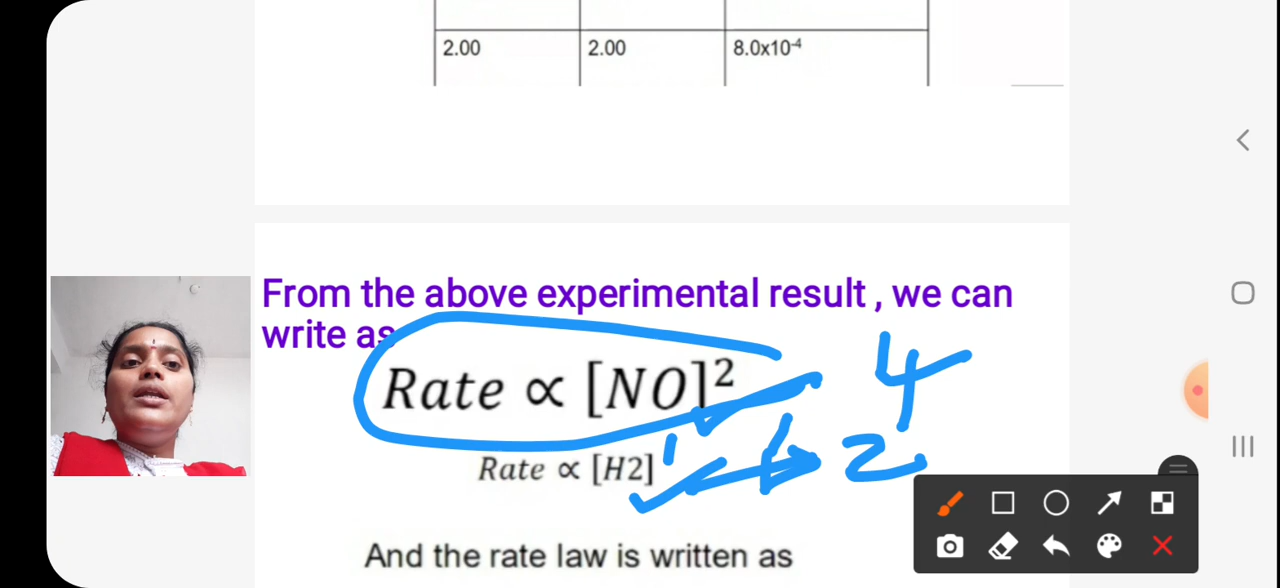 2.00 2.00 8.0x10⁻⁴
From the above experimental result , we can
write as
Rate ∝ [NO]² 4
Rate ∝ [H2] 1 2
And the rate law is written as